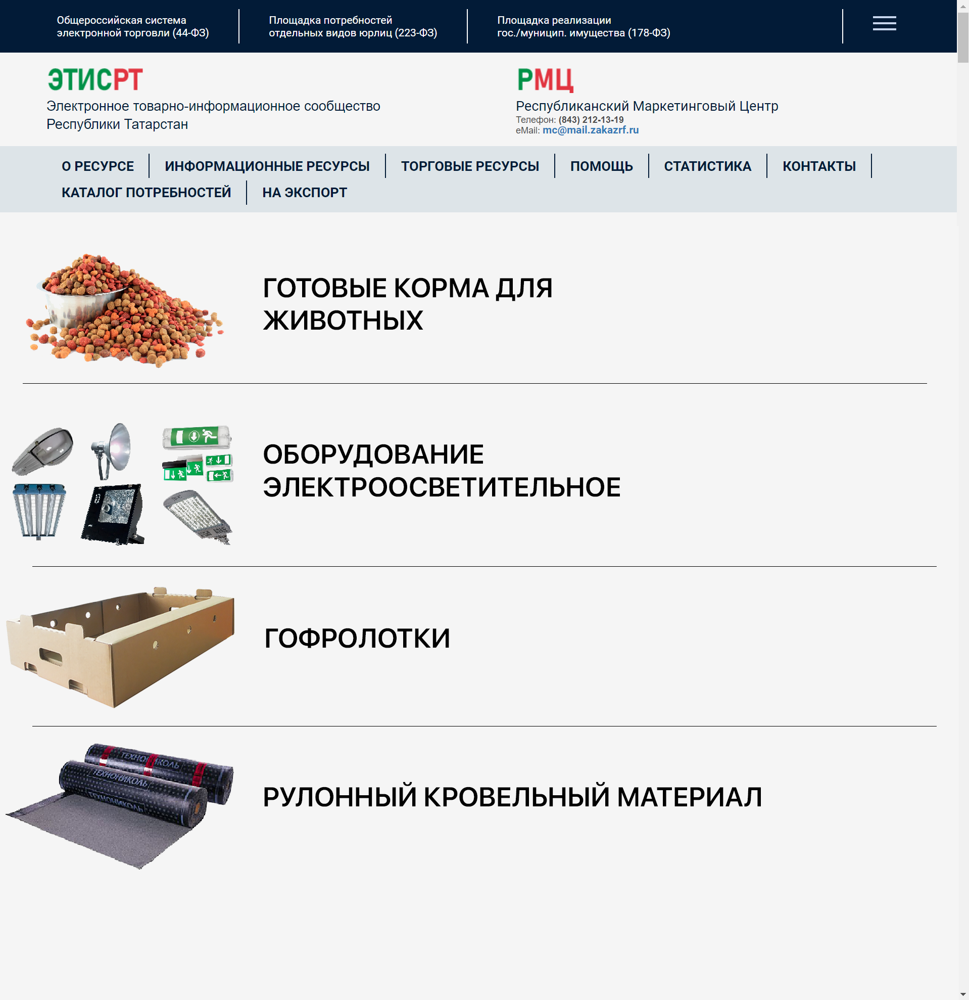 Общероссийская система
электронной торговли (44-ФЗ)
Площадка потребностей
отдельных видов юрлиц (223-ФЗ)
Площадка реализации
гос./муницип. имущества (178-ФЗ)
ЭТИСРТ
Электронное товарно-информационное сообщество
Республики Татарстан
РМЦ
Республиканский Маркетинговый Центр
Телефон: (843) 212-13-19
eMail: mc@mail.zakazrf.ru
О РЕСУРСЕ
ИНФОРМАЦИОННЫЕ РЕСУРСЫ
ТОРГОВЫЕ РЕСУРСЫ
ПОМОЩЬ
СТАТИСТИКА
КОНТАКТЫ
КАТАЛОГ ПОТРЕБНОСТЕЙ
НА ЭКСПОРТ
ГОТОВЫЕ КОРМА ДЛЯ
ЖИВОТНЫХ
ОБОРУДОВАНИЕ
ЭЛЕКТРООСВЕТИТЕЛЬНОЕ
ГОФРОЛОТКИ
ТЕХНОНИКОЛЬ
ТЕХНОНИКОЛЬ
ТЕХНОНИКОЛЬ
РУЛОННЫЙ КРОВЕЛЬНЫЙ МАТЕРИАЛ